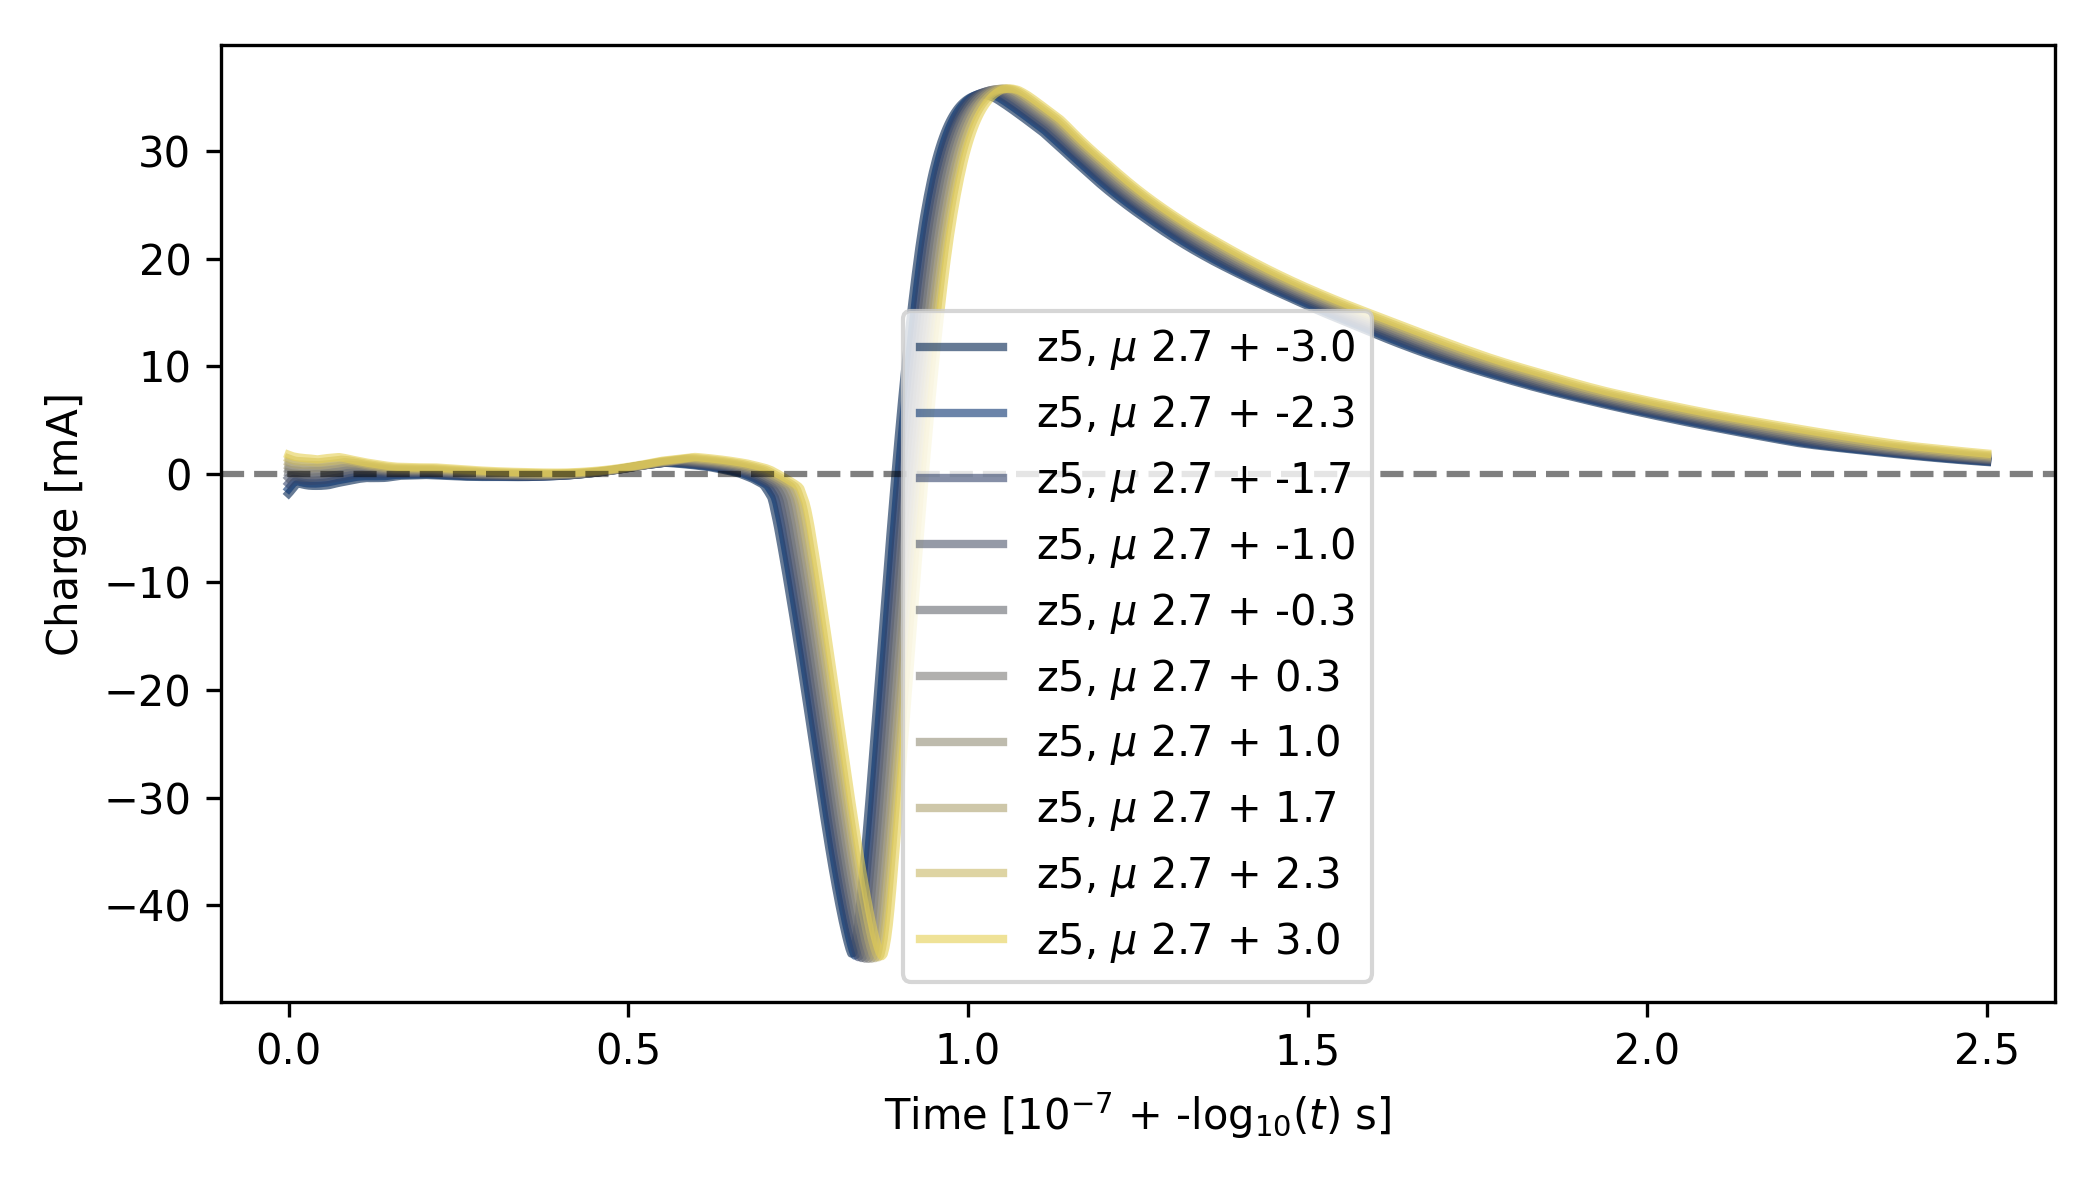 Charge [mA]
30
20
10
0
−10
−20
−30
−40
z5, μ 2.7 + -3.0
z5, μ 2.7 + -2.3
z5, μ 2.7 + -1.7
z5, μ 2.7 + -1.0
z5, μ 2.7 + -0.3
z5, μ 2.7 + 0.3
z5, μ 2.7 + 1.0
z5, μ 2.7 + 1.7
z5, μ 2.7 + 2.3
z5, μ 2.7 + 3.0
0.0 0.5 1.0 1.5 2.0 2.5
Time [10⁻⁷ + -log₁₀(t) s]